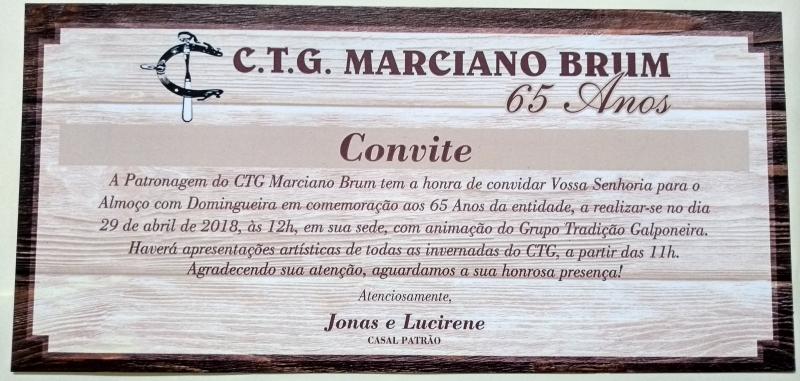 C.T.G. MARCIANO BRUM
65 Anos
Convite
A Patronagem do CTG Marciano Brum tem a honra de convidar Vossa Senhoria para o
Almoço com Domingueira em comemoração aos 65 Anos da entidade, a realizar-se no dia
29 de abril de 2018, às 12h, em sua sede, com animação do Grupo Tradição Galponeira.
Haverá apresentações artísticas de todas as invernadas do CTG, a partir das 11h.
Agradecendo sua atenção, aguardamos a sua honrosa presença!
Atenciosamente,
Jonas e Lucirene
CASAL PATRÃO